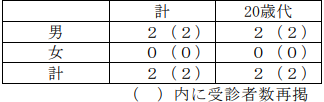 計 20歳代
男 2（2） 2（2）
女 0（0） 0（0）
計 2（2） 2（2）
（ ）内に受診者数再掲